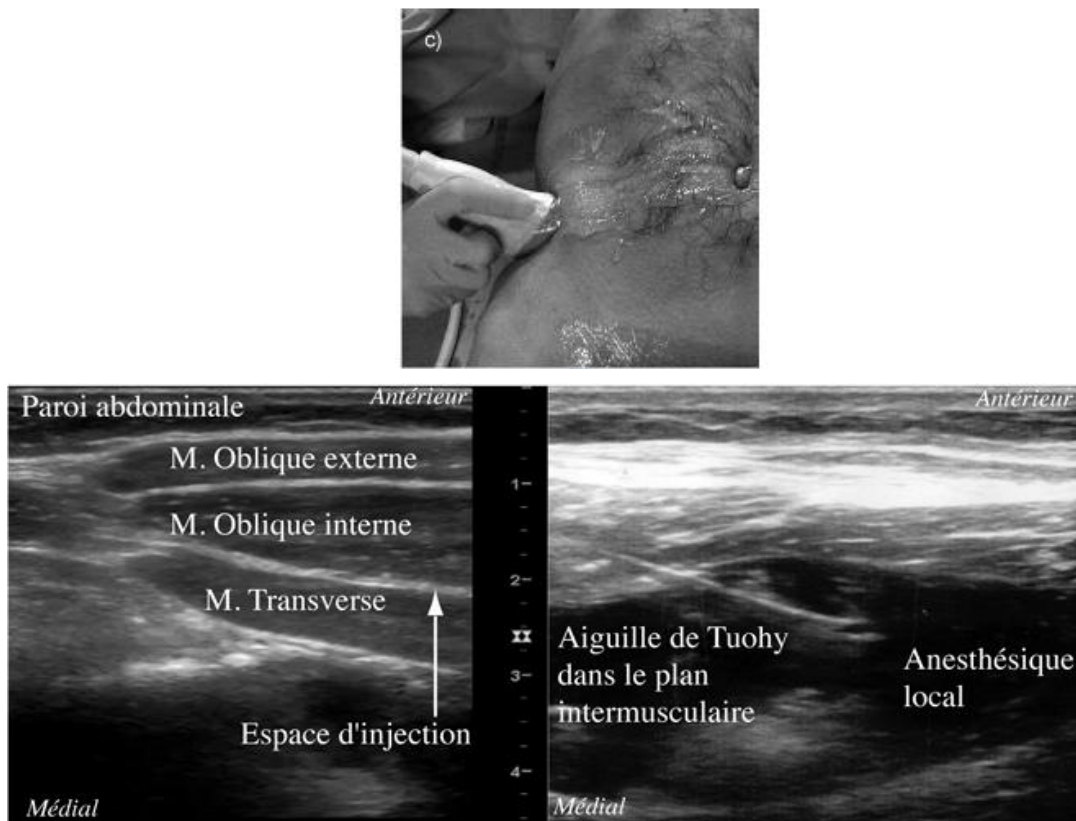 c)
Paroi abdominale
Antérieur
M. Oblique externe
M. Oblique interne
M. Transverse
Espace d'injection
Médial
1
2
3
4
Antérieur
Aiguille de Tuohy
dans le plan
intermusculaire
Anesthésique
local
Médial